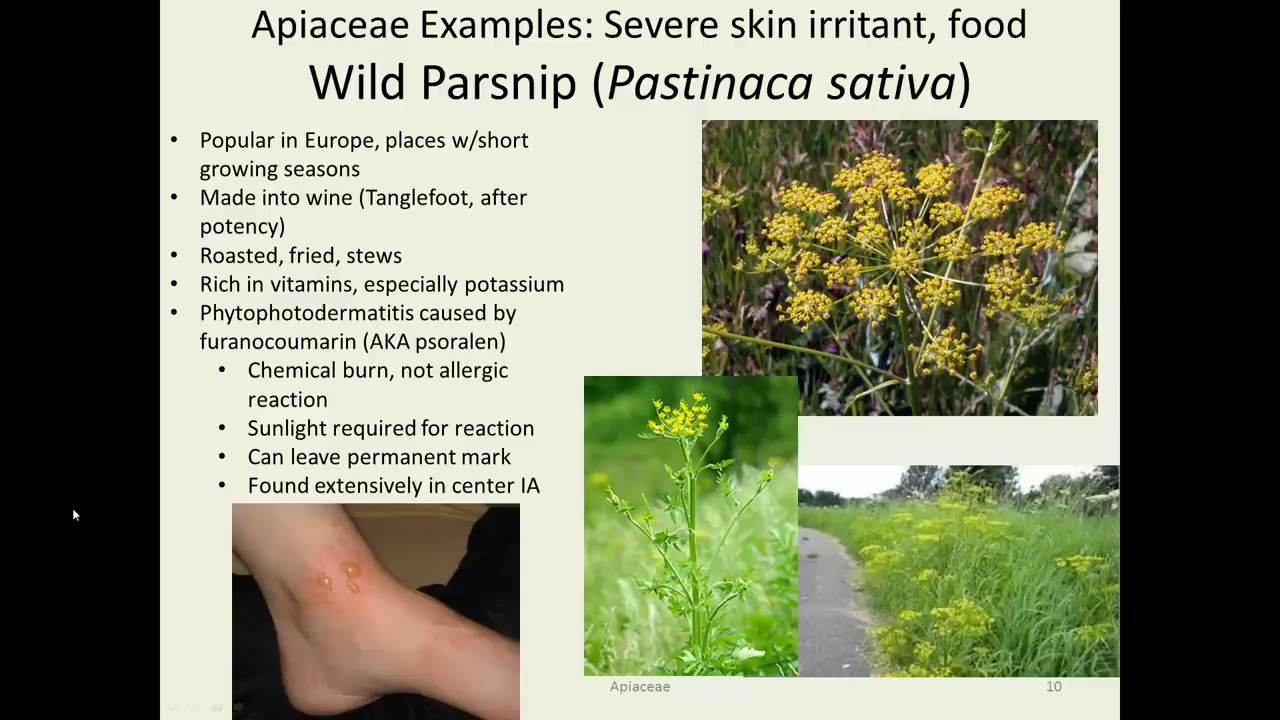 Apiaceae Examples: Severe skin irritant, food
Wild Parsnip (Pastinaca sativa)
• Popular in Europe, places w/short
growing seasons
• Made into wine (Tanglefoot, after
potency)
• Roasted, fried, stews
• Rich in vitamins, especially potassium
• Phytophotodermatitis caused by
furanocoumarin (AKA psoralen)
• Chemical burn, not allergic
reaction
• Sunlight required for reaction
• Can leave permanent mark
• Found extensively in center IA
Apiaceae
10